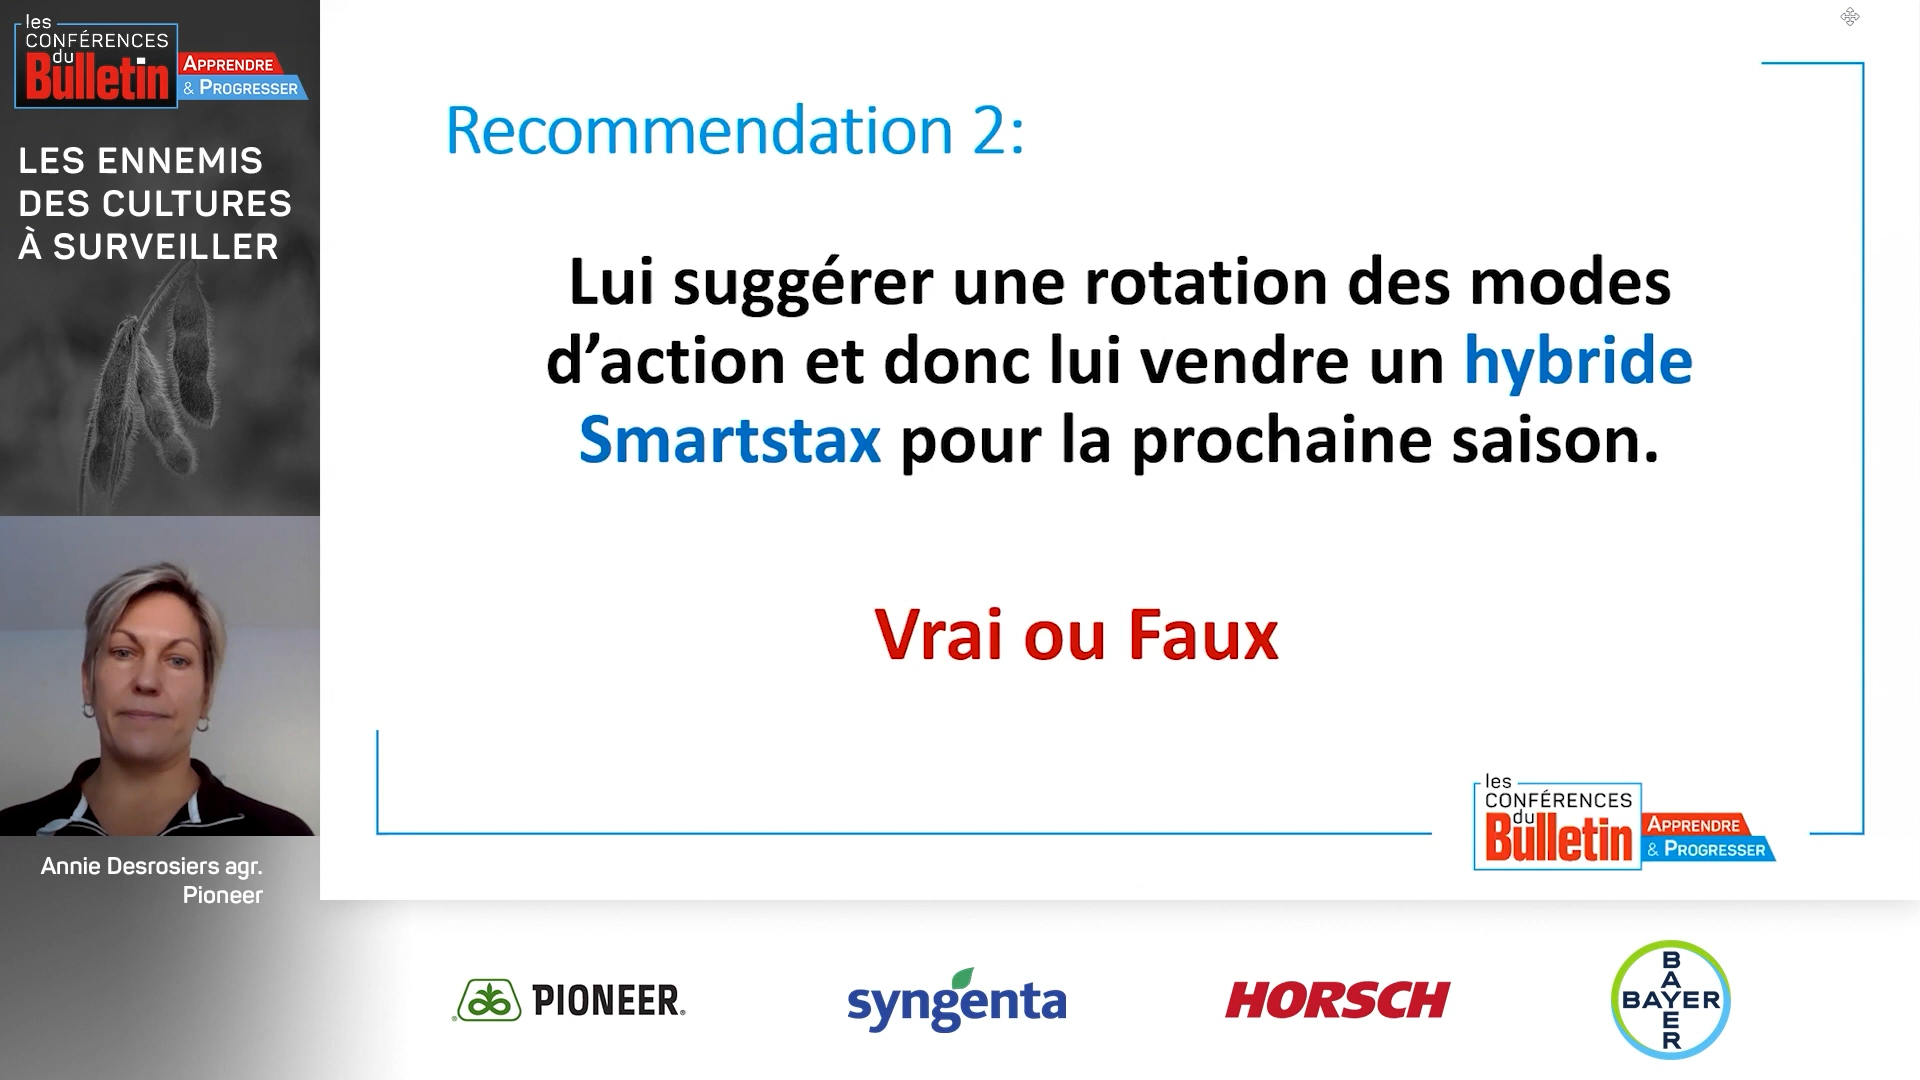 les
CONFÉRENCES
du
Bulletin
APPRENDRE
& PROGRESSER
LES ENNEMIS
DES CULTURES
À SURVEILLER
Annie Desrosiers agr.
Pioneer
Recommendation 2:
Lui suggérer une rotation des modes
d’action et donc lui vendre un hybride
Smartstax pour la prochaine saison.
Vrai ou Faux
les
CONFÉRENCES
du
Bulletin
APPRENDRE
& PROGRESSER
PIONEER
syngenta
HORSCH
BAYER
BAYER